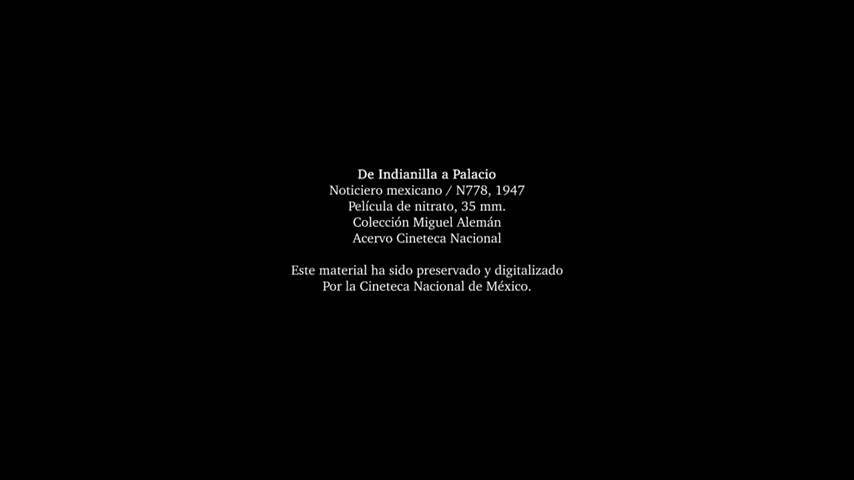 De Indianilla a Palacio
Noticiero mexicano / N778, 1947
Película de nitrato, 35 mm.
Colección Miguel Alemán
Acervo Cineteca Nacional
Este material ha sido preservado y digitalizado
Por la Cineteca Nacional de México.